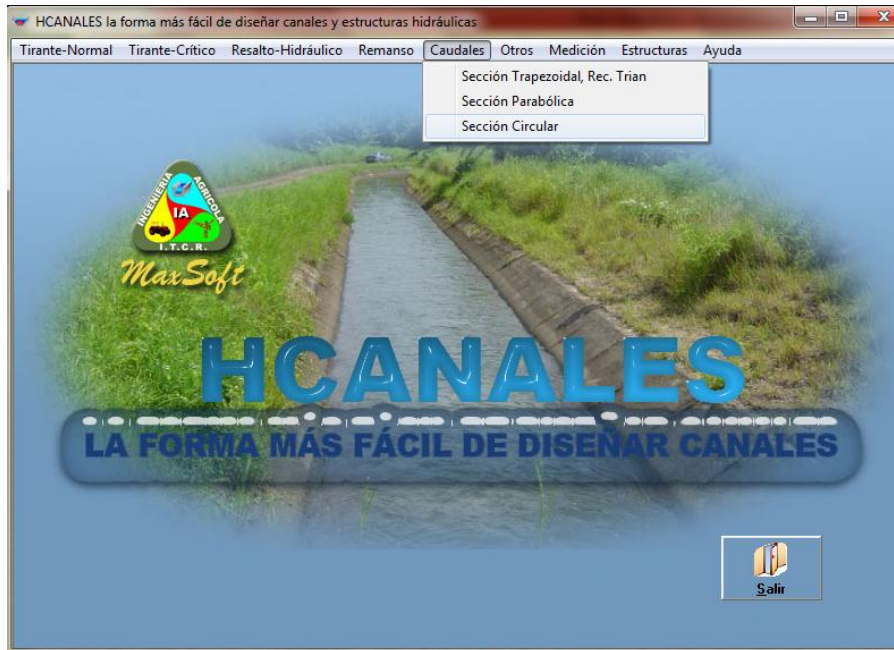 HCANALES la forma más fácil de diseñar canales y estructuras hidráulicas
Tirante-Normal Tirante-Crítico Resalto-Hidráulico Remanso Caudales Otros Medición Estructuras Ayuda
Sección Trapezoidal, Rec. Trian
Sección Parabólica
Sección Circular
INGENIERIA AGRICOLA
IA
I.T.C.R.
MaxSoft
HCANALES
LA FORMA MÁS FÁCIL DE DISEÑAR CANALES
Salir